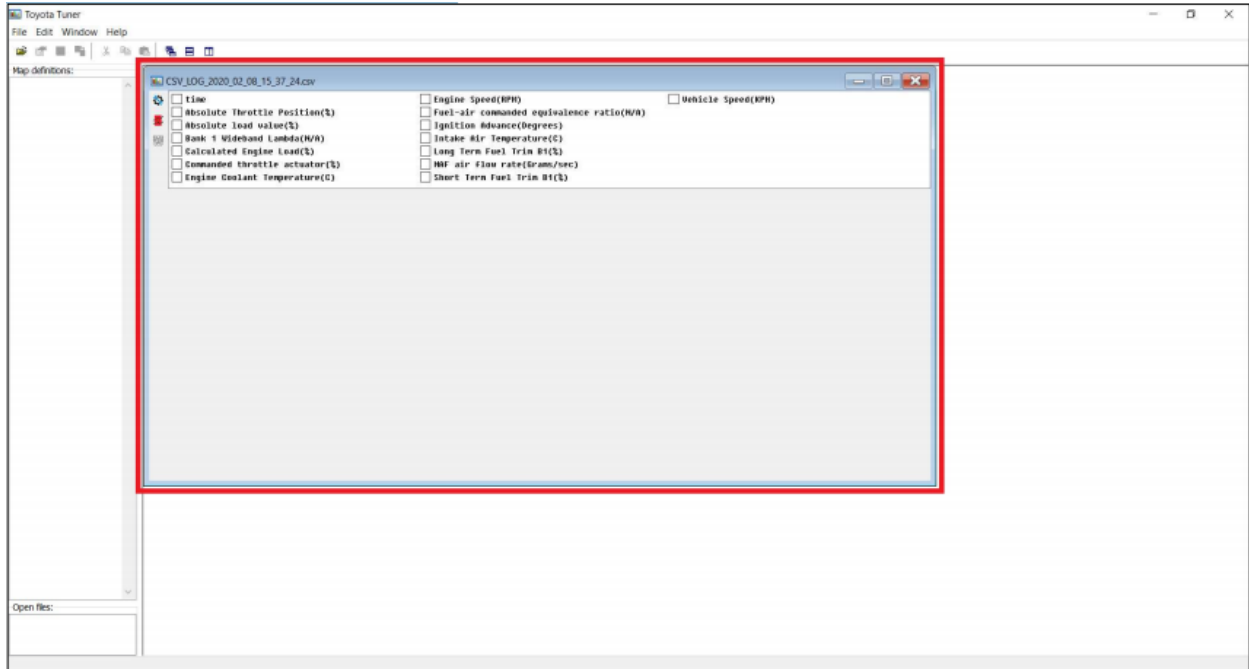 Toyota Tuner
File Edit Window Help
Map definitions:
CSV_LOG_2020_02_08_15_37_24.csv
time
Absolute Throttle Position(%)
Absolute load value(%)
Bank 1 Wideband Lambda(N/A)
Calculated Engine Load(%)
Commanded throttle actuator(%)
Engine Coolant Temperature(C)
Engine Speed(RPM)
Fuel-air commanded equivalence ratio(N/A)
Ignition Advance(Degrees)
Intake Air Temperature(C)
Long Term Fuel Trim B1(%)
MAF air flow rate(Grams/sec)
Short Term Fuel Trim B1(%)
Vehicle Speed(KPH)
Open files: